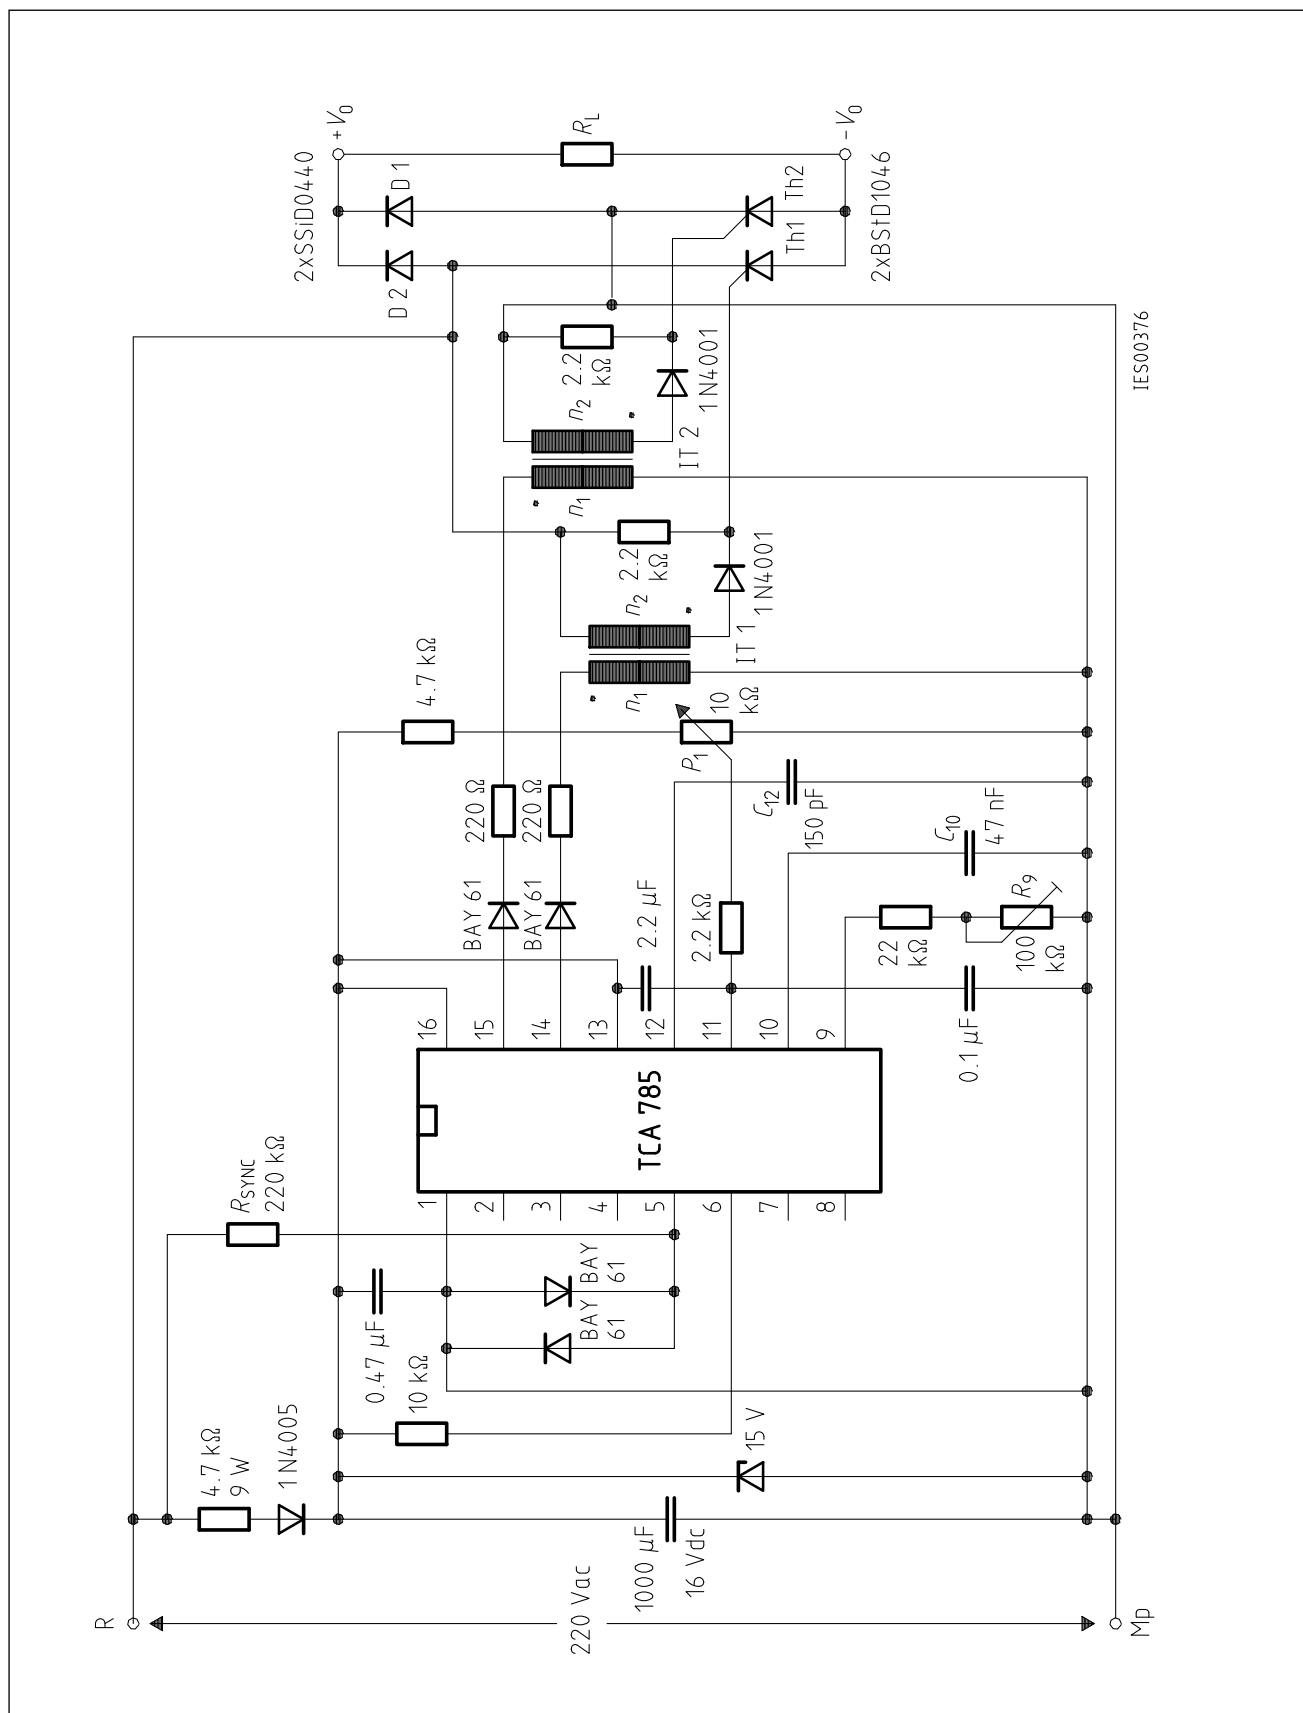 R
220 Vac
Mp
4.7 kΩ
9 W
1N4005
1000 µF
16 Vdc
15 V
10 kΩ
0.47 µF
BAY
61
BAY
61
RSYNC
220 kΩ
1
2
3
4
5
6
7
8
TCA 785
16
15
14
13
12
11
10
9
BAY 61
BAY 61
220 Ω
220 Ω
2.2 µF
2.2 kΩ
0.1 µF
22
kΩ
100
kΩ
R9
C10
47 nF
C12
150 pF
P1
10
kΩ
4.7 kΩ
n1
n2
IT 1
2.2
kΩ
1N4001
n1
n2
IT 2
2.2
kΩ
1N4001
2xSSiD0440
D 2
D 1
+V0
RL
-V0
Th1
Th2
2xBStD1046
IES00376